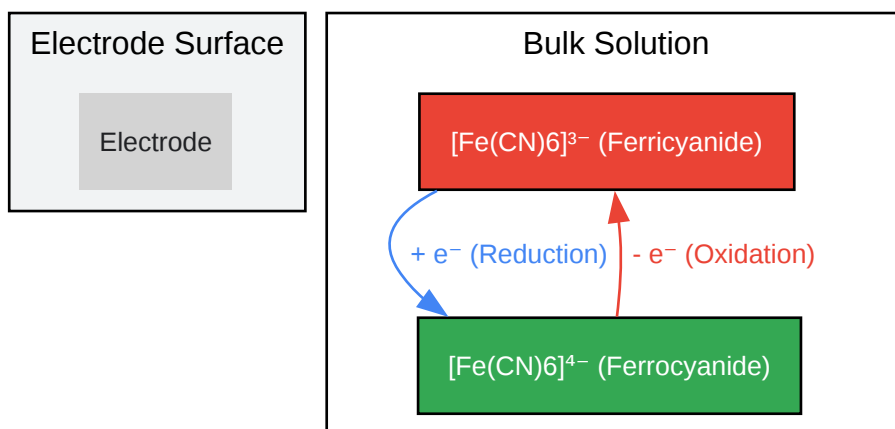 Electrode Surface
Electrode
Bulk Solution
[Fe(CN)6]³⁻ (Ferricyanide)
+ e⁻ (Reduction)
- e⁻ (Oxidation)
[Fe(CN)6]⁴⁻ (Ferrocyanide)